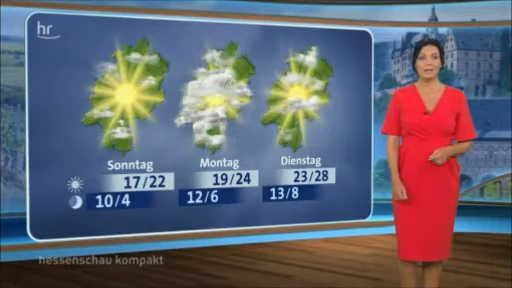 hr
Sonntag Montag Dienstag
17/22 19/24 23/28
10/4 12/6 13/8
hessenschau kompakt